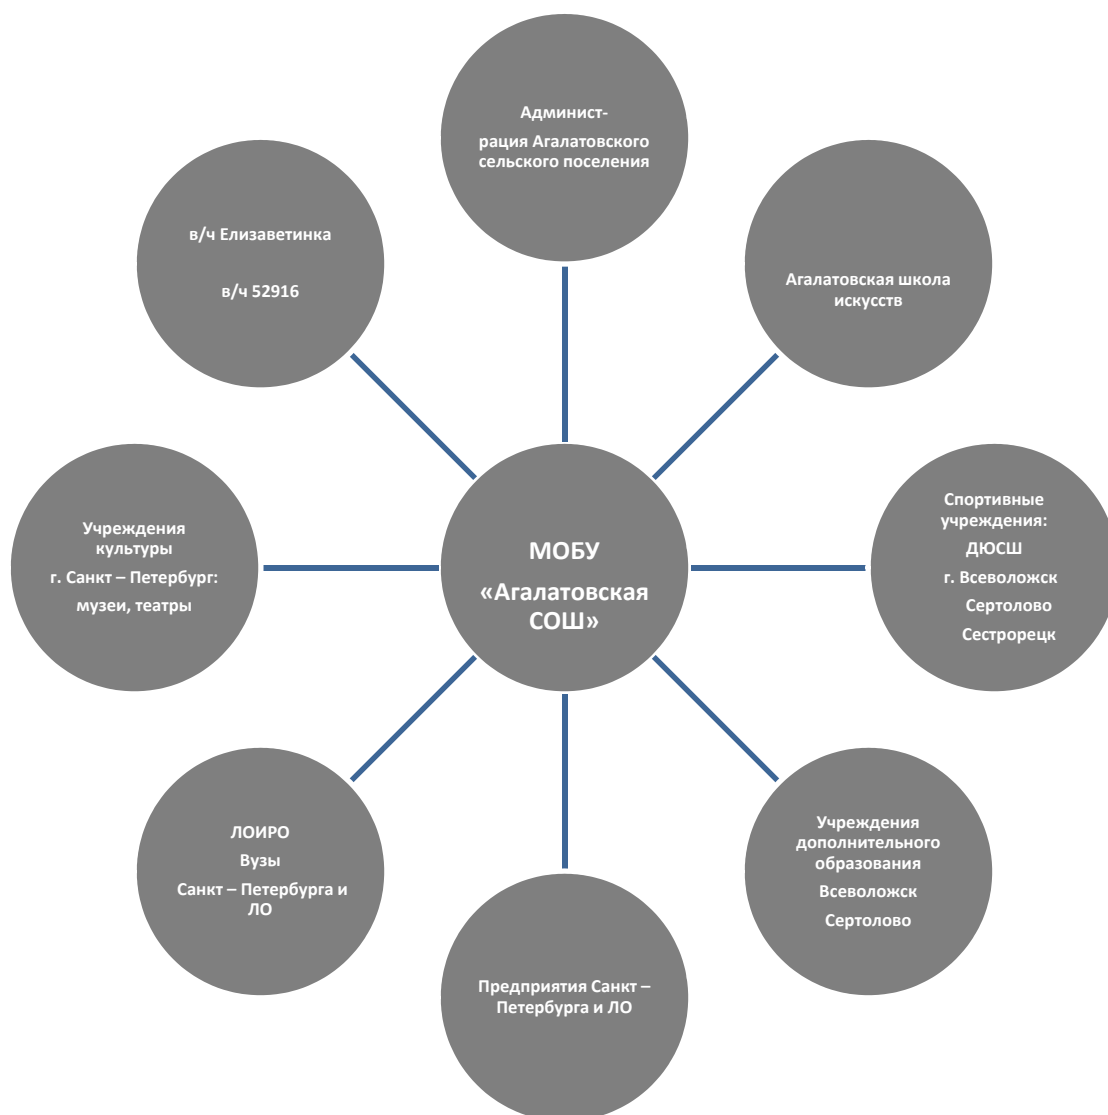 Админист-
рация Агалатовского
сельского поселения
в/ч Елизаветинка
в/ч 52916
Агалатовская школа
искусств
Учреждения
культуры
г. Санкт – Петербург:
музеи, театры
МОБУ
«Агалатовская
СОШ»
Спортивные
учреждения:
ДЮСШ
г. Всеволожск
Сертолово
Сестрорецк
ЛОИРО
Вузы
Санкт – Петербурга и
ЛО
Учреждения
дополнительного
образования
Всеволожск
Сертолово
Предприятия Санкт –
Петербурга и ЛО